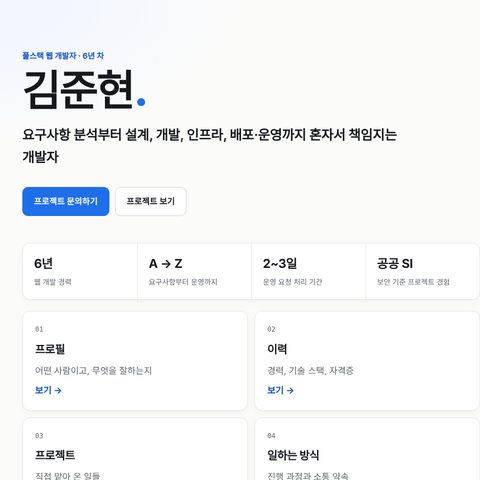 풀스택 웹 개발자 · 6년 차
김준현.
요구사항 분석부터 설계, 개발, 인프라, 배포·운영까지 혼자서 책임지는
개발자
프로젝트 문의하기
프로젝트 보기
6년
웹 개발 경력
A → Z
요구사항부터 운영까지
2~3일
운영 요청 처리 기간
공공 SI
보안 기준 프로젝트 경험
01
프로필
어떤 사람이고, 무엇을 잘하는지
보기 →
02
이력
경력, 기술 스택, 자격증
보기 →
03
프로젝트
직접 맡아 온 일들
04
일하는 방식
진행 과정과 소통 약속